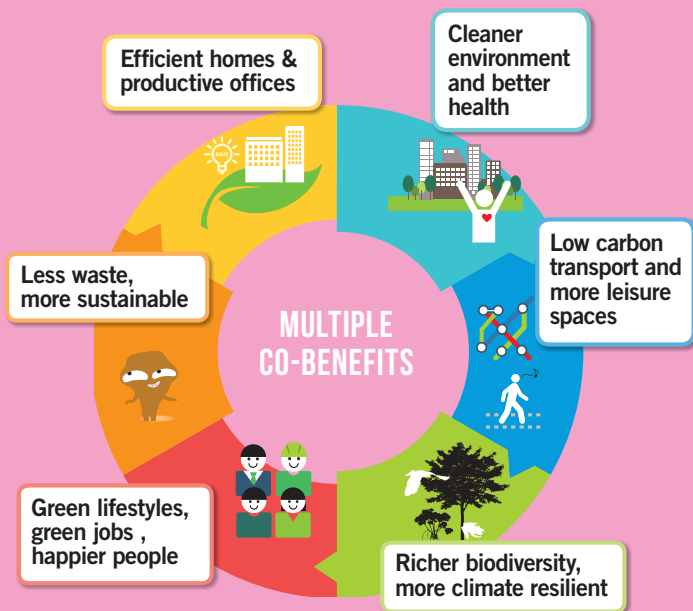 Efficient homes &
productive offices
Cleaner
environment
and better
health
SAVE
Less waste,
more sustainable
Low carbon
transport and
more leisure
spaces
MULTIPLE
CO-BENEFITS
Green lifestyles,
green jobs ,
happier people
Richer biodiversity,
more climate resilient